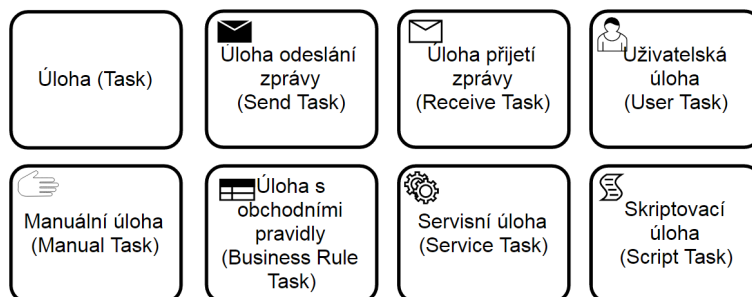 Úloha (Task)
Úloha odeslání
zprávy
(Send Task)
Úloha přijetí
zprávy
(Receive Task)
Uživatelská
úloha
(User Task)
Manuální úloha
(Manual Task)
Úloha s
obchodními
pravidly
(Business Rule
Task)
Servisní úloha
(Service Task)
Skriptovací
úloha
(Script Task)